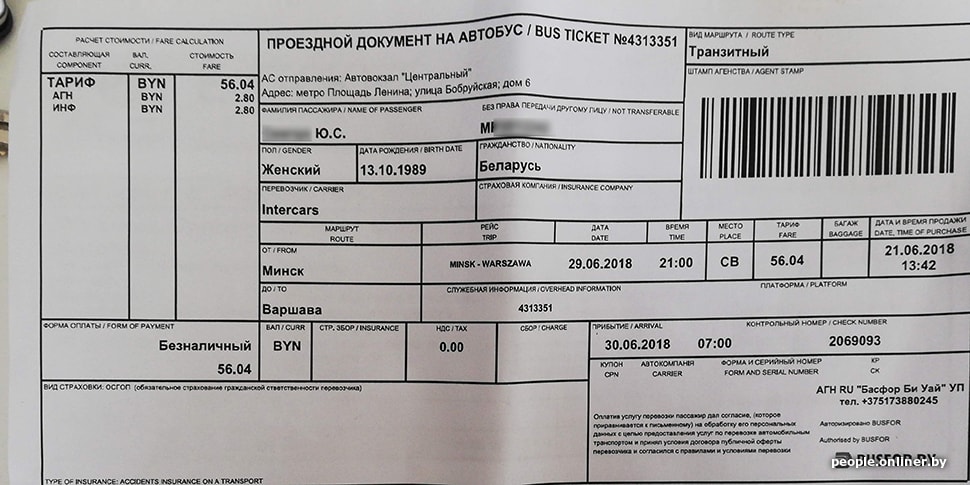 РАСЧЕТ СТОИМОСТИ / FARE CALCULATION
СОСТАВЛЯЮЩАЯ ВАЛ. СТОИМОСТЬ
COMPONENT CURR. FARE
ТАРИФ BYN 56.04
АГН BYN 2.80
ИНФ BYN 2.80
ПРОЕЗДНОЙ ДОКУМЕНТ НА АВТОБУС / BUS TICKET №4313351
АС отправления: Автовокзал "Центральный"
Адрес: метро Площадь Ленина; улица Бобруйская; дом 6
ФАМИЛИЯ ПАССАЖИРА / NAME OF PASSENGER БЕЗ ПРАВА ПЕРЕДАЧИ ДРУГОМУ ЛИЦУ / NOT TRANSFERABLE
Ю.С.
ПОЛ / GENDER ДАТА РОЖДЕНИЯ / BIRTH DATE ГРАЖДАНСТВО / NATIONALITY
Женский 13.10.1989 Беларусь
ПЕРЕВОЗЧИК / CARRIER СТРАХОВАЯ КОМПАНИЯ / INSURANCE COMPANY
Intercars
ВИД МАРШРУТА / ROUTE TYPE
Транзитный
ШТАМП АГЕНСТВА / AGENT STAMP
МАРШРУТ РЕЙС ДАТА ВРЕМЯ МЕСТО ТАРИФ БАГАЖ ДАТА И ВРЕМЯ ПРОДАЖИ
ROUTE TRIP DATE TIME PLACE FARE BAGGAGE DATE, TIME OF PURCHASE
ОТ / FROM
Минск MINSK - WARSZAWA 29.06.2018 21:00 СВ 56.04 21.06.2018
13:42
ДО / TO СЛУЖЕБНАЯ ИНФОРМАЦИЯ / OVERHEAD INFORMATION ПЛАТФОРМА / PLATFORM
Варшава 4313351
ФОРМА ОПЛАТЫ / FORM OF PAYMENT ВАЛ / CURR СТР. ЗБОР / INSURANCE НДС / TAX СБОР / CHARGE
Безналичный BYN 0.00
56.04
ПРИБЫТИЕ / ARRIVAL КОНТРОЛЬНЫЙ НОМЕР / CHECK NUMBER
30.06.2018 07:00 2069093
КУПОН АВТОКОМПАНІЯ ФОРМА И СЕРИЙНЫЙ НОМЕР КР
CPN CARRIER FORM AND SERIAL NUMBER СК
АГН RU "Басфор Би Уай" УП
тел. +375173880245
ВИД СТРАХОВКИ: ОСГОП (обязательное страхование гражданской ответственности перевозчика)
Оплатив услугу перевозки пассажир дал согласие, (которое
приравнивается к письменному) на обработку его персональных
данных с целью предоставления услуг по перевозке автомобильным
транспортом и принял условия договора публичной оферты
перевозчика и согласился с правилами и условиями перевозки
Авторизировано BUSFOR
Authorised by BUSFOR
BUSFOR.BY
TYPE OF INSURANCE: ACCIDENTS INSURANCE ON A TRANSPORT
people.onliner.by